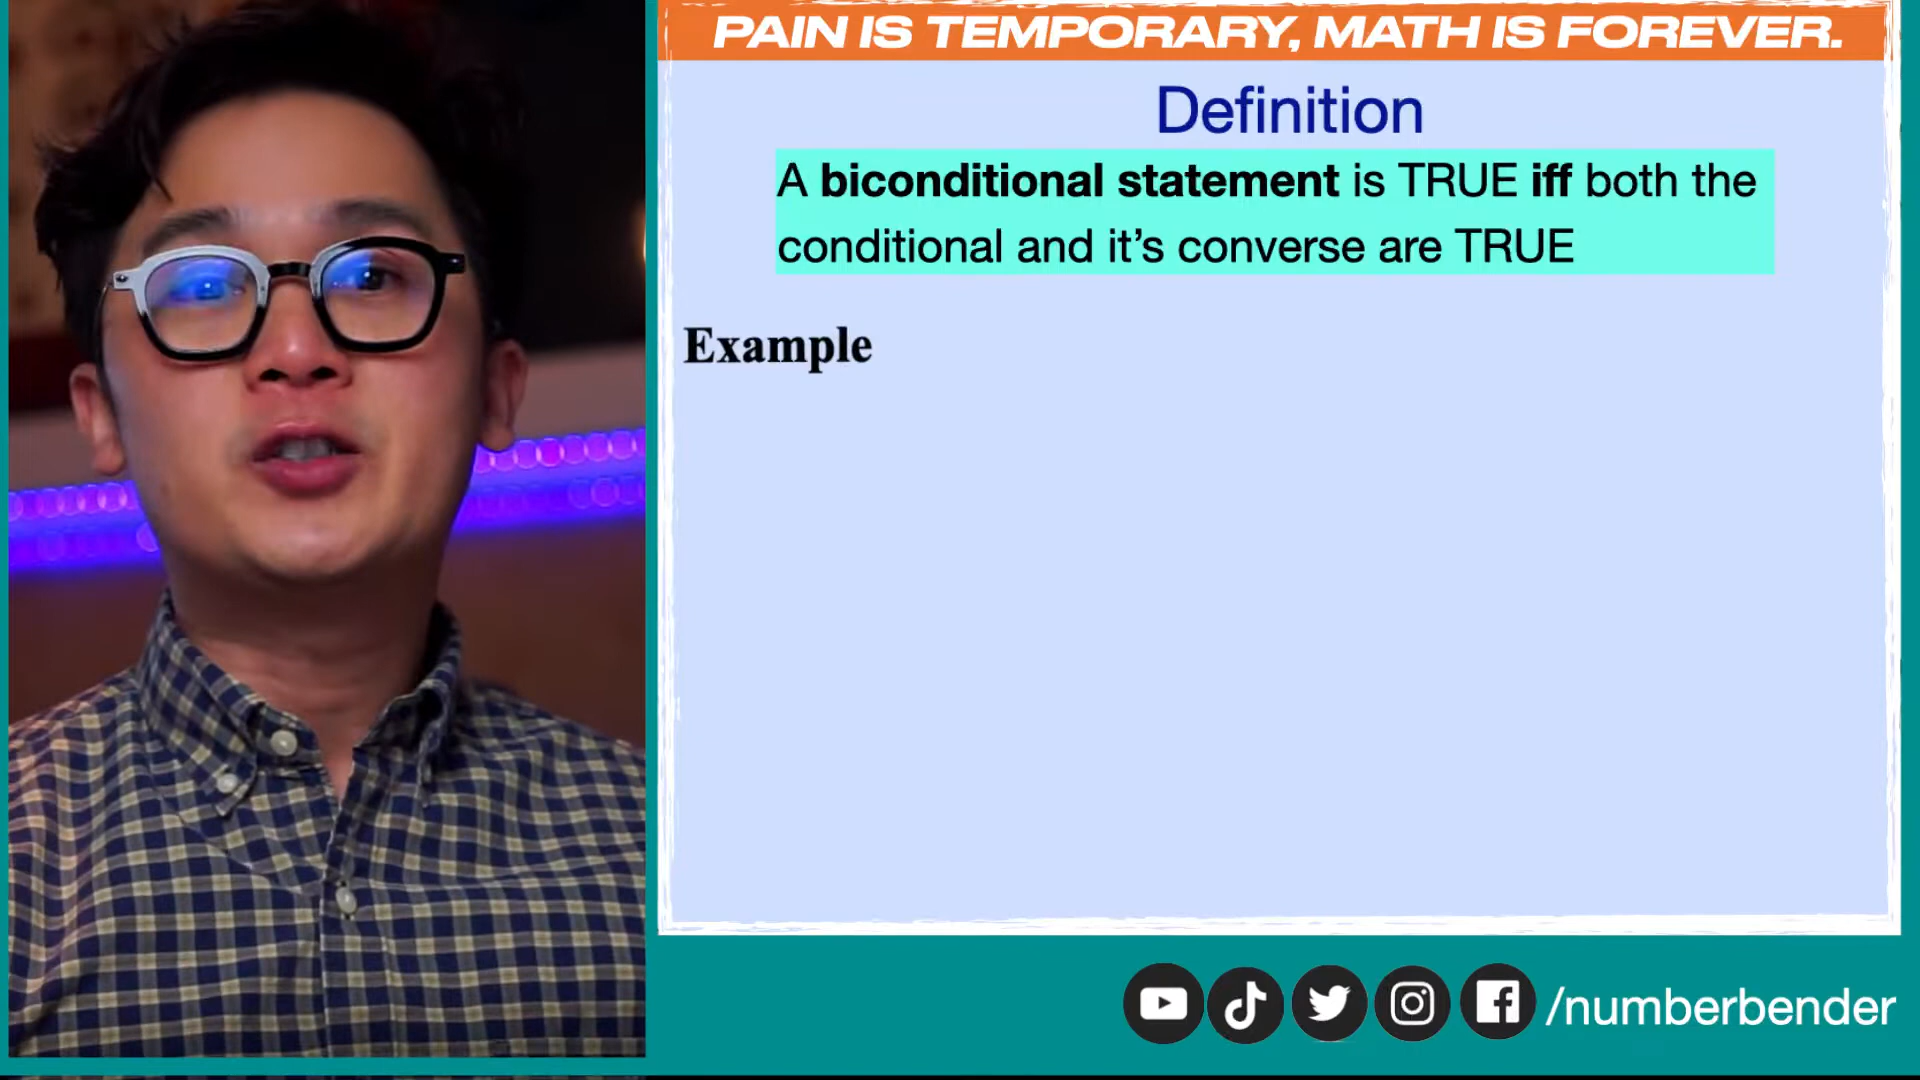 PAIN IS TEMPORARY, MATH IS FOREVER.
Definition
A biconditional statement is TRUE iff both the
conditional and it’s converse are TRUE
Example
/numberbender